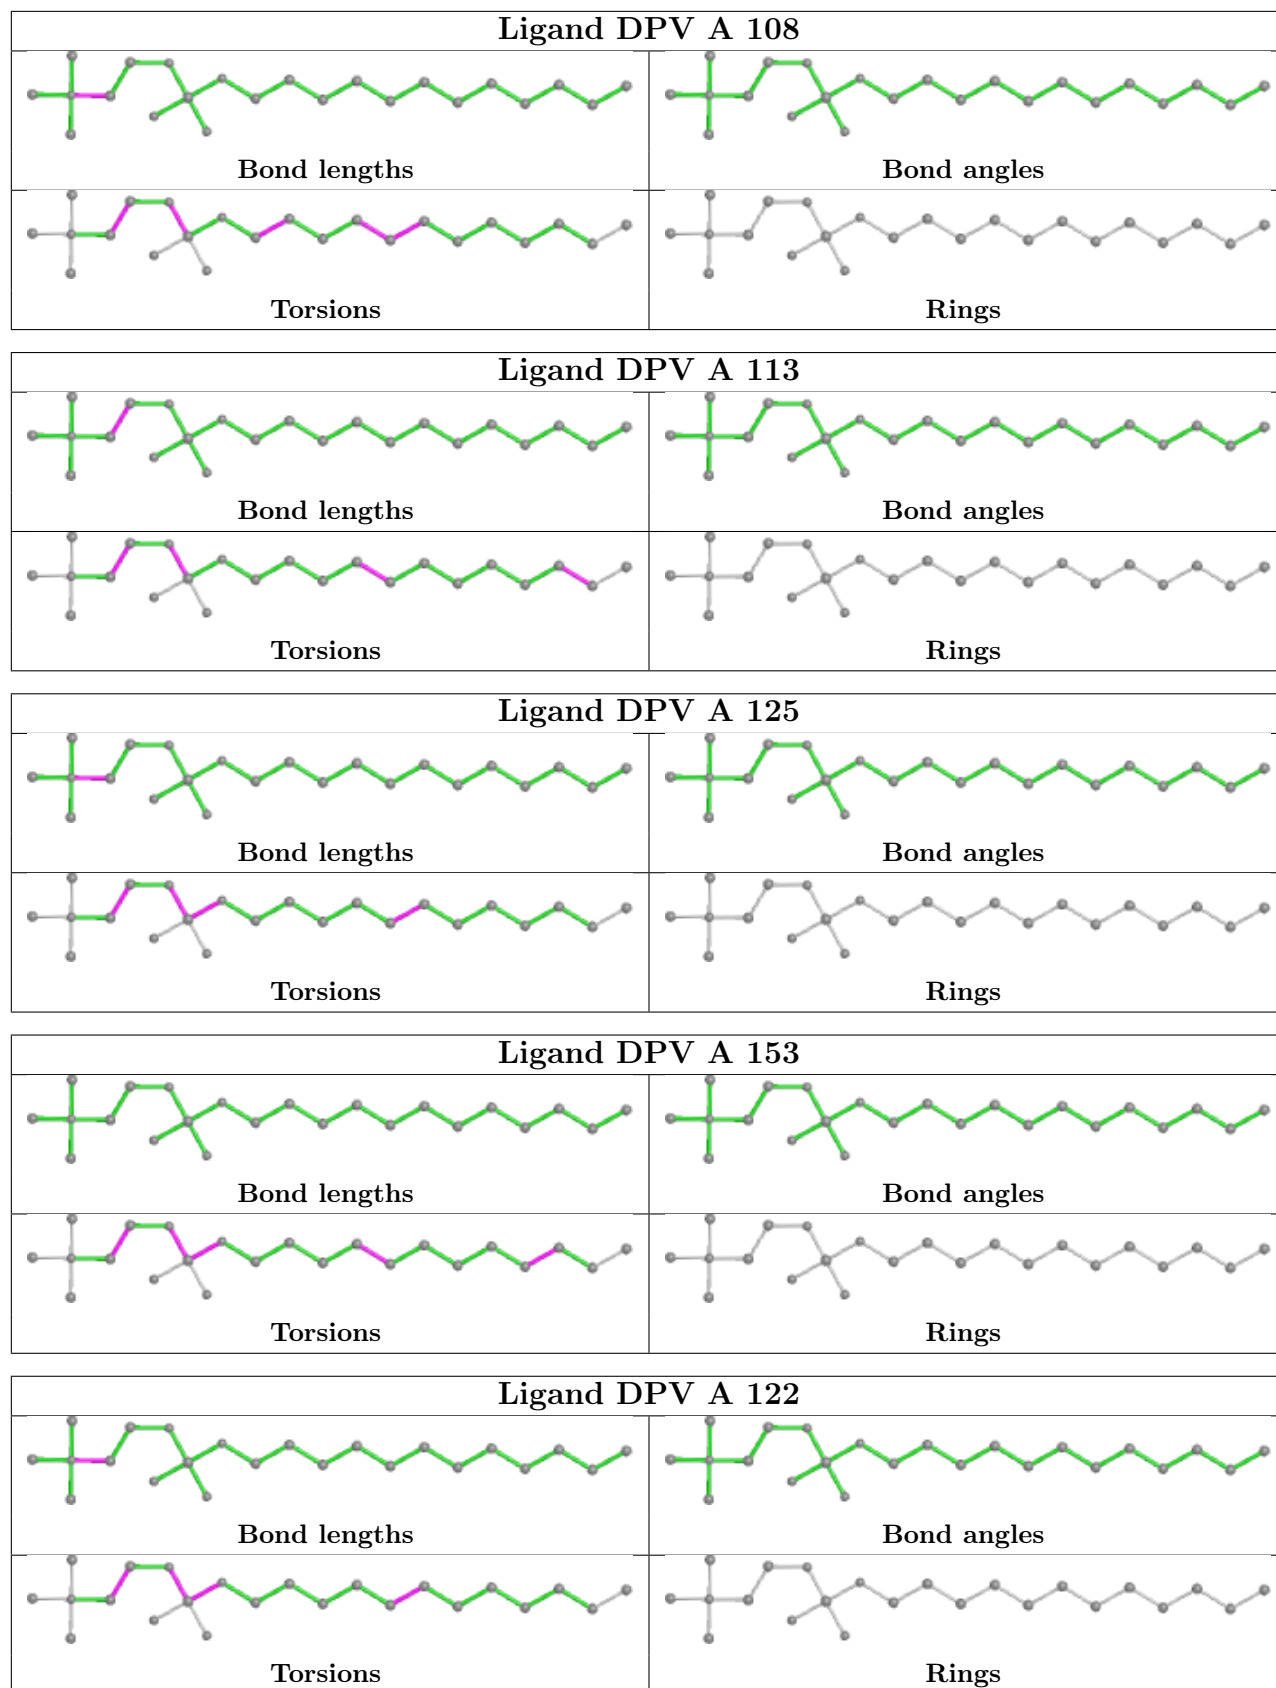 Ligand DPV A 108
Bond lengths
Bond angles
Torsions
Rings
Ligand DPV A 113
Bond lengths
Bond angles
Torsions
Rings
Ligand DPV A 125
Bond lengths
Bond angles
Torsions
Rings
Ligand DPV A 153
Bond lengths
Bond angles
Torsions
Rings
Ligand DPV A 122
Bond lengths
Bond angles
Torsions
Rings